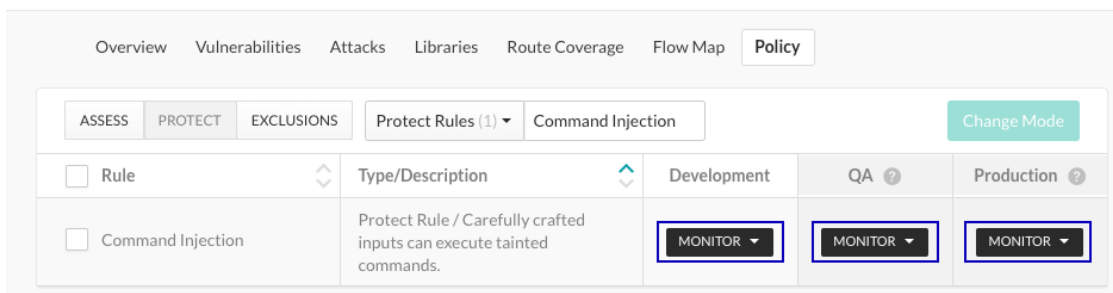 Overview Vulnerabilities Attacks Libraries Route Coverage Flow Map Policy
ASSESS PROTECT EXCLUSIONS Protect Rules (1) Command Injection Change Mode
Rule Type/Description Development QA ? Production ?
Command Injection
Protect Rule / Carefully crafted
inputs can execute tainted
commands.
MONITOR MONITOR MONITOR